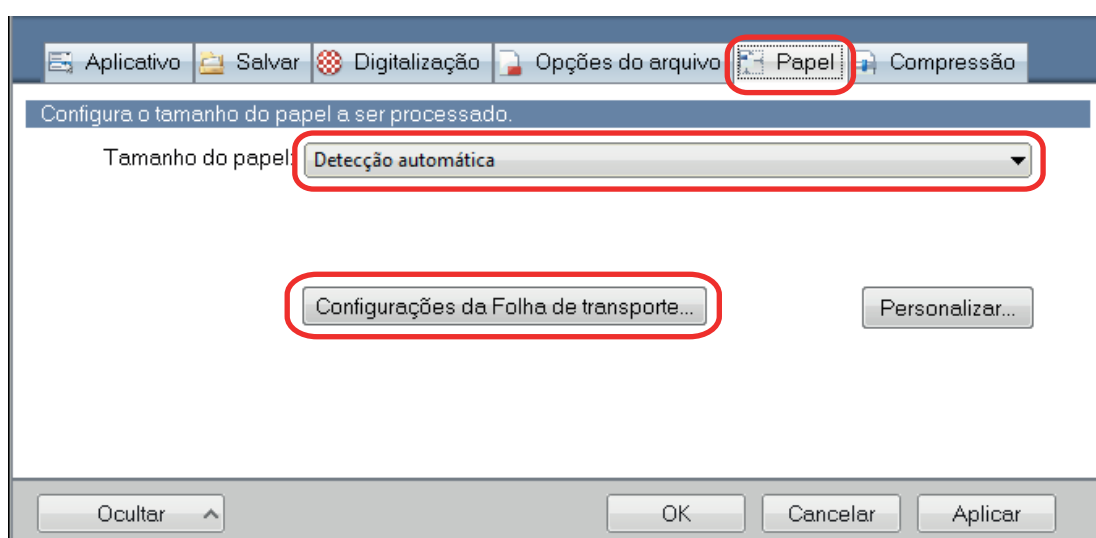 Aplicativo Salvar Digitalização Opções do arquivo Papel Compressão
Configura o tamanho do papel a ser processado.
Tamanho do papel: Detecção automática
Configurações da Folha de transporte... Personalizar...
Ocultar OK Cancelar Aplicar